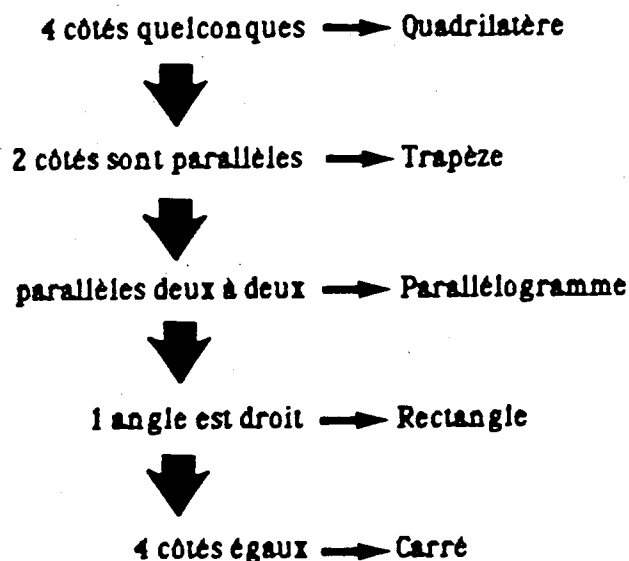 4 côtés quelconques → Quadrilatère
2 côtés sont parallèles → Trapèze
parallèles deux à deux → Parallélogramme
1 angle est droit → Rectangle
4 côtés égaux → Carré